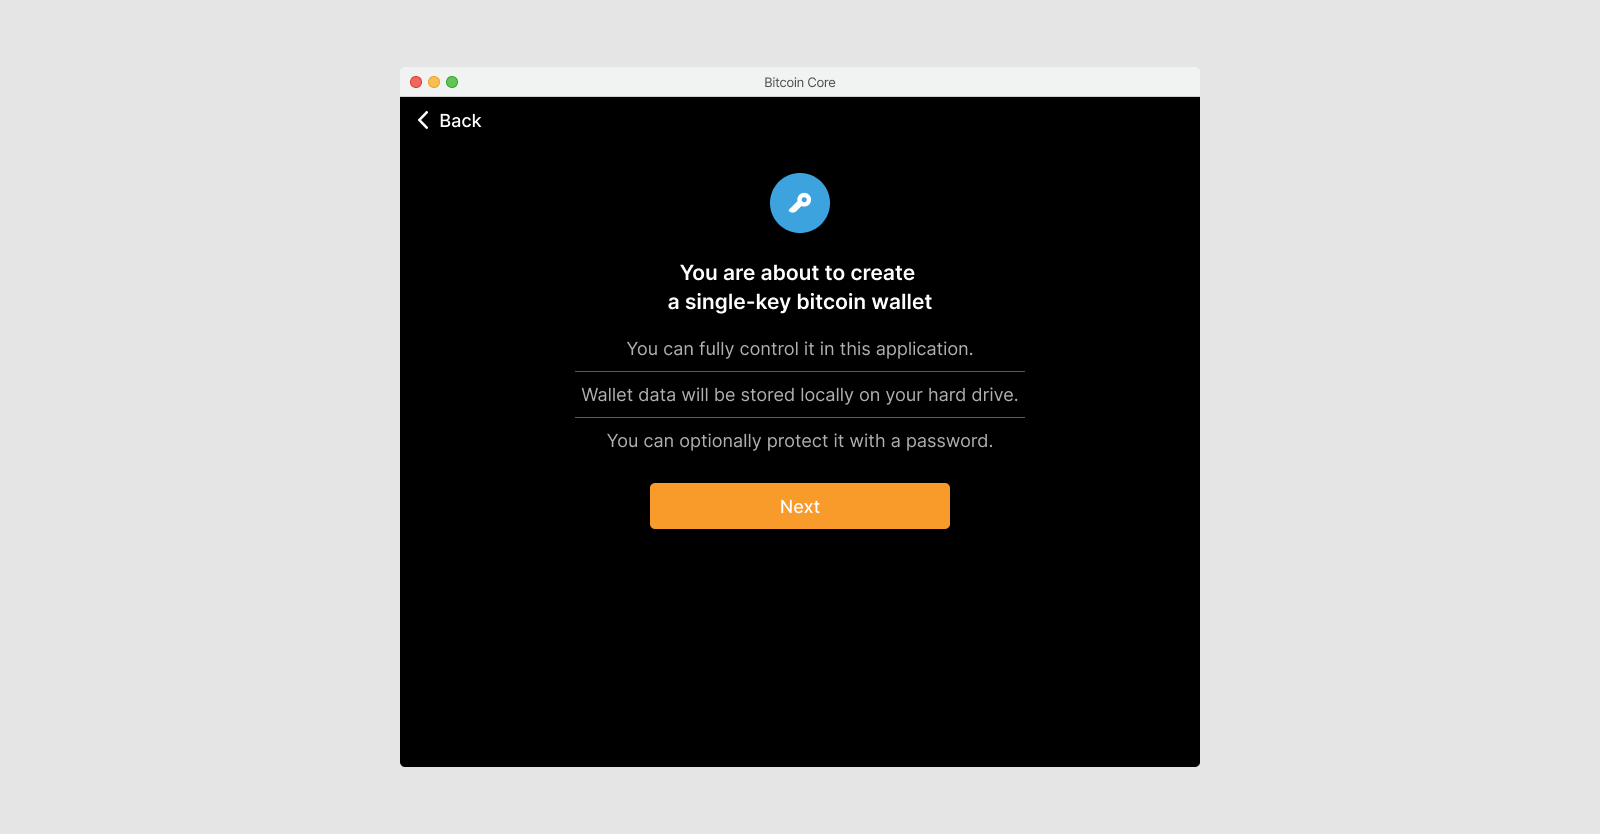 Bitcoin Core
Back
You are about to create
a single-key bitcoin wallet
You can fully control it in this application.
Wallet data will be stored locally on your hard drive.
You can optionally protect it with a password.
Next